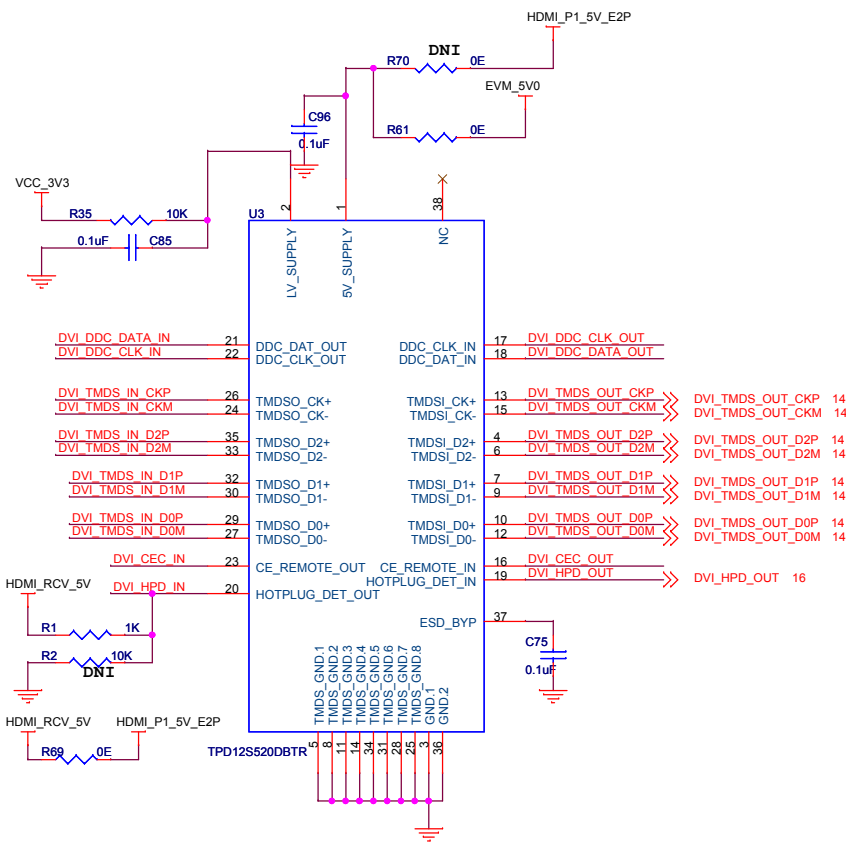 HDMI_P1_5V_E2P
DNI
R70 0E
EVM_5V0
C96
0.1uF
R61 0E
VCC_3V3
R35 10K
0.1uF C85
U3
2
1
38
LV_SUPPLY
5V_SUPPLY
NC
DVI_DDC_DATA_IN 21 DDC_DAT_OUT DDC_CLK_IN 17 DVI_DDC_CLK_OUT
DVI_DDC_CLK_IN 22 DDC_CLK_OUT DDC_DAT_IN 18 DVI_DDC_DATA_OUT
DVI_TMDS_IN_CKP 26 TMDSO_CK+ TMDSI_CK+ 13 DVI_TMDS_OUT_CKP DVI_TMDS_OUT_CKP 14
DVI_TMDS_IN_CKM 24 TMDSO_CK- TMDSI_CK- 15 DVI_TMDS_OUT_CKM DVI_TMDS_OUT_CKM 14
DVI_TMDS_IN_D2P 35 TMDSO_D2+ TMDSI_D2+ 4 DVI_TMDS_OUT_D2P DVI_TMDS_OUT_D2P 14
DVI_TMDS_IN_D2M 33 TMDSO_D2- TMDSI_D2- 6 DVI_TMDS_OUT_D2M DVI_TMDS_OUT_D2M 14
DVI_TMDS_IN_D1P 32 TMDSO_D1+ TMDSI_D1+ 7 DVI_TMDS_OUT_D1P DVI_TMDS_OUT_D1P 14
DVI_TMDS_IN_D1M 30 TMDSO_D1- TMDSI_D1- 9 DVI_TMDS_OUT_D1M DVI_TMDS_OUT_D1M 14
DVI_TMDS_IN_D0P 29 TMDSO_D0+ TMDSI_D0+ 10 DVI_TMDS_OUT_D0P DVI_TMDS_OUT_D0P 14
DVI_TMDS_IN_D0M 27 TMDSO_D0- TMDSI_D0- 12 DVI_TMDS_OUT_D0M DVI_TMDS_OUT_D0M 14
DVI_CEC_IN 23 CE_REMOTE_OUT CE_REMOTE_IN 16 DVI_CEC_OUT
DVI_HPD_IN 20 HOTPLUG_DET_OUT HOTPLUG_DET_IN 19 DVI_HPD_OUT DVI_HPD_OUT 16
HDMI_RCV_5V
R1 1K
R2 10K
DNI
ESD_BYP 37
C75
0.1uF
HDMI_RCV_5V HDMI_P1_5V_E2P
R69 0E
TMDS_GND.1
TMDS_GND.2
TMDS_GND.3
TMDS_GND.4
TMDS_GND.5
TMDS_GND.6
TMDS_GND.7
TMDS_GND.8
GND.1
GND.2
TPD12S520DBTR
5
8
11
14
34
31
28
25
3
36